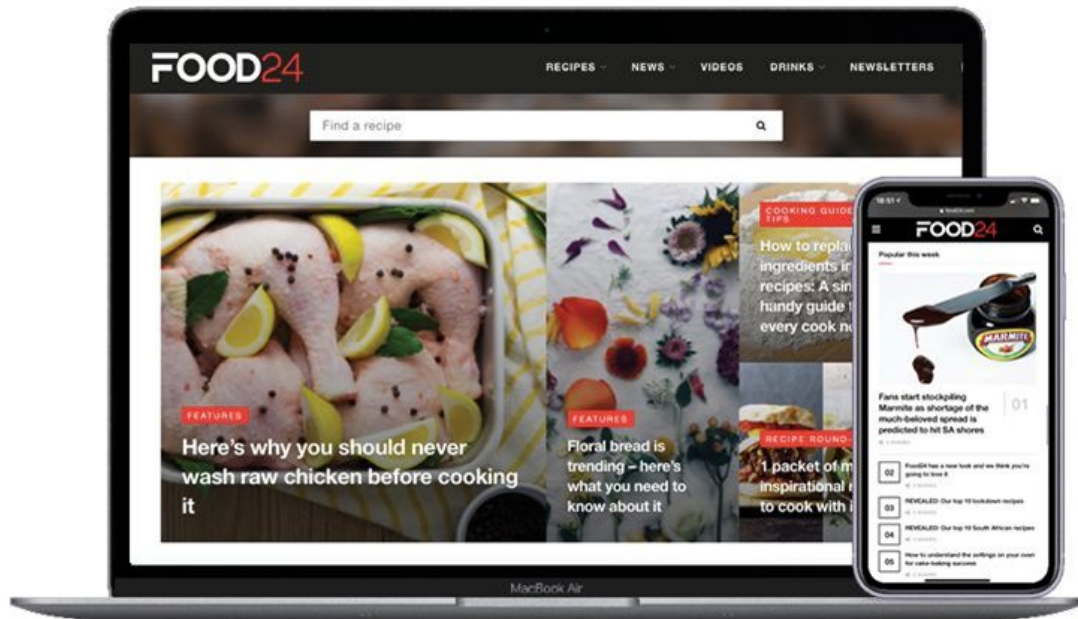 FOOD24
RECIPES NEWS VIDEOS DRINKS NEWSLETTERS
Find a recipe
FEATURES
Here's why you should never
wash raw chicken before cooking
it
FEATURES
Floral bread is
trending – here's
what you need to
know about it
COOKING GUIDE
TIPS
How to
ingredients
recipes: A
handy guide
every cook
RECIPE ROUND-
1 packet of
inspirational
to cook with
MacBook Air
18:51
food24.com
FOOD24
Popular this week
MARMITE
Fans start stockpiling
Marmite as shortage of the
much-beloved spread is
predicted to hit SA shores
01
02
Food24 has a new look and we think you're
going to love it
03
REVEALED: Our top 10 lockdown recipes
04
REVEALED: Our top 10 South African recipes
05
How to understand the settings on your oven
for cake-baking success